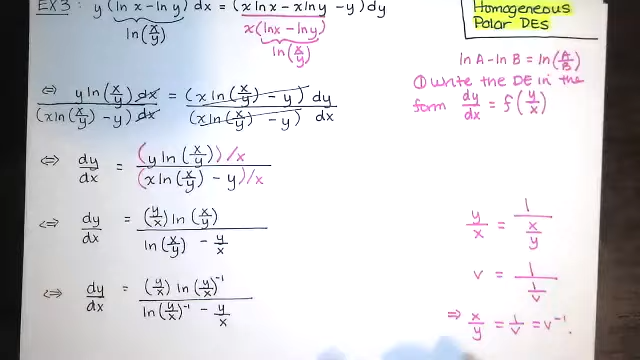 EX3: y (ln x - ln y) dx = (x ln x - x ln y - y) dy
ln(x/y)
x (ln x - ln y)
ln(x/y)
⇔ y ln(x/y) dx / (x ln(x/y) - y) dx = (x ln(x/y) - y) dy / (x ln(x/y) - y) dx
⇔ dy/dx = (y ln(x/y))/x / (x ln(x/y) - y)/x
⇔ dy/dx = (y/x) ln(x/y) / ln(x/y) - y/x
⇔ dy/dx = (y/x) ln(y/x)⁻¹ / ln(y/x)⁻¹ - y/x
Homogeneous
Polar DEs
ln A - ln B = ln(A/B)
① Write the DE in the
form dy/dx = f(y/x)
y/x = 1 / (x/y)
v = 1 / (1/v)
⇒ x/y = 1/v = v⁻¹.